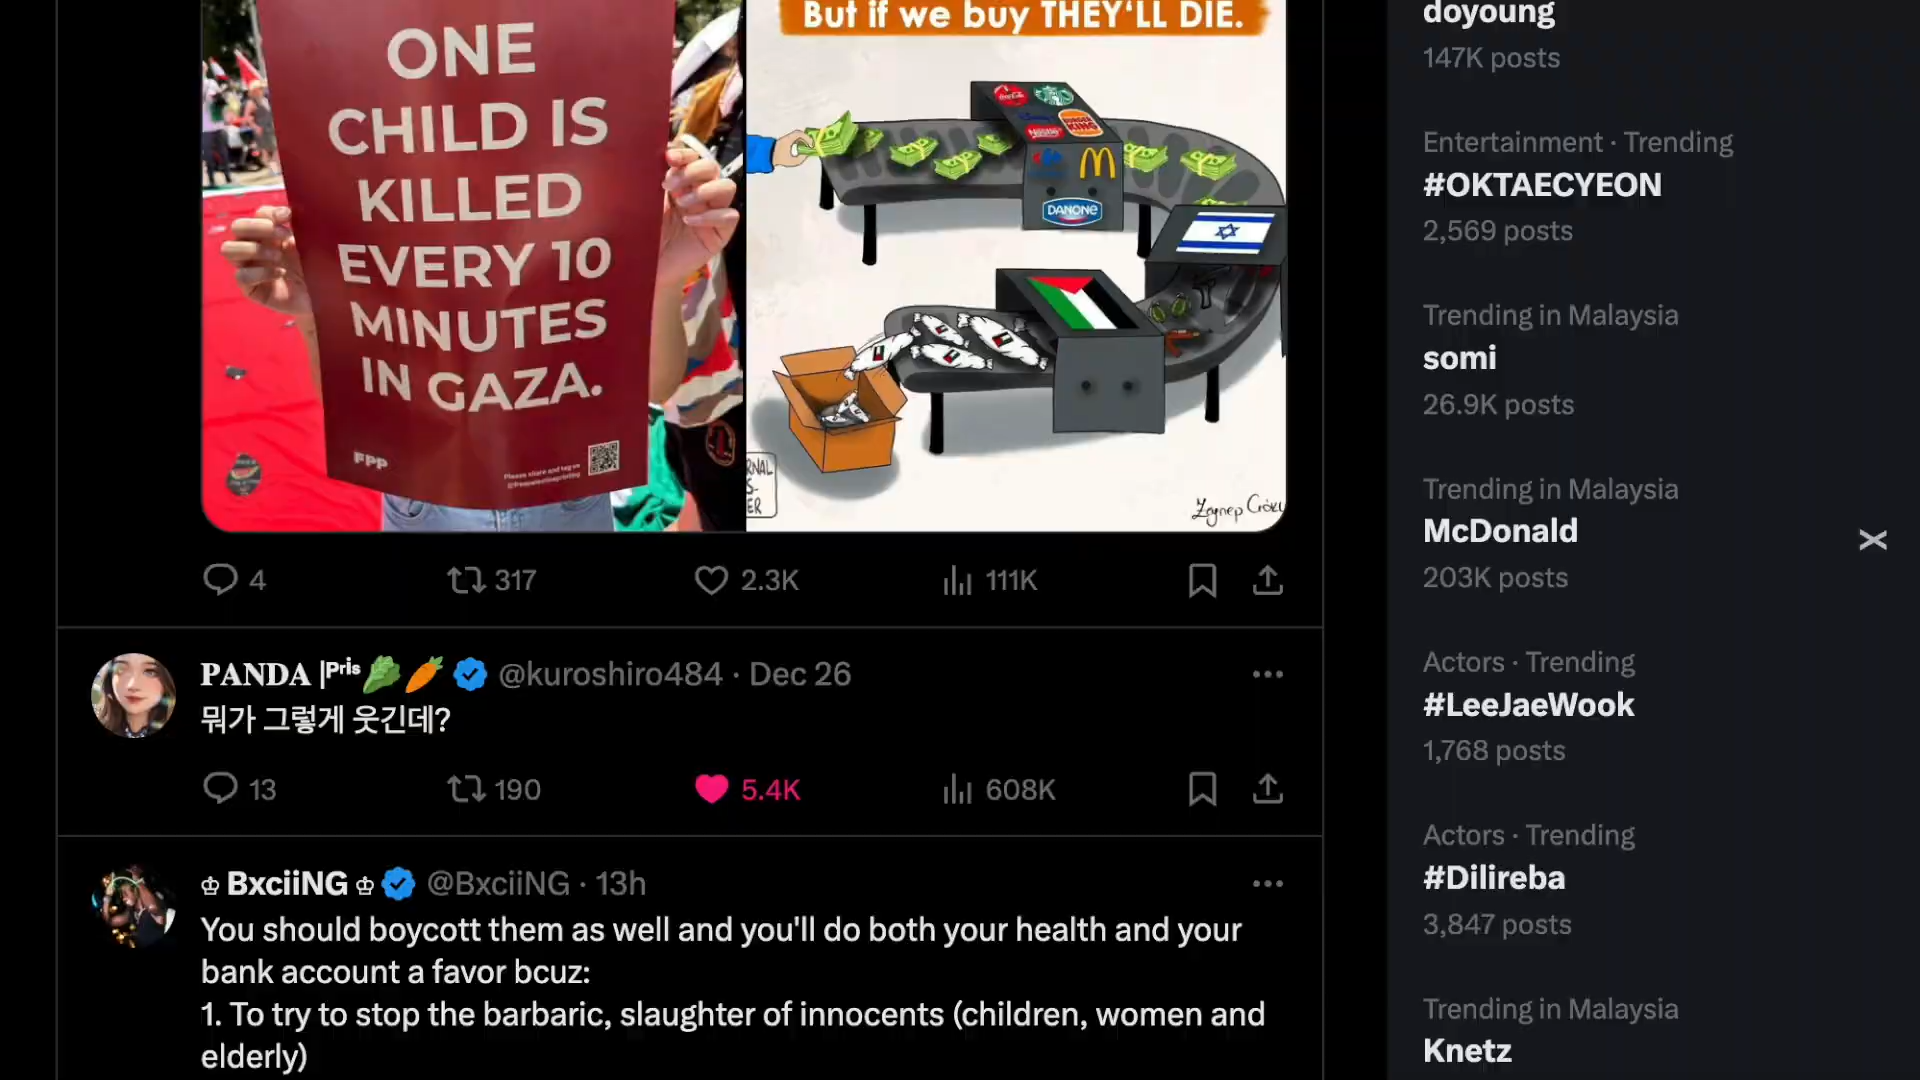 ONE
CHILD IS
KILLED
EVERY 10
MINUTES
IN GAZA.
FPP
Please share and tag us
But if we buy THEY'LL DIE.
Coca-Cola
Nestle
BURGER
KING
DANONE
RNAL
S-
ER
Zeynep
4
317
2.3K
111K
PANDA |ᴾʳⁱˢ🥬🥕 @kuroshiro484 · Dec 26
뭐가 그렇게 웃긴데?
13
190
5.4K
608K
♔ BxciiNG ♔ @BxciiNG · 13h
You should boycott them as well and you'll do both your health and your
bank account a favor bcuz:
1. To try to stop the barbaric, slaughter of innocents (children, women and
elderly)
doyoung
147K posts
Entertainment · Trending
#OKTAECYEON
2,569 posts
Trending in Malaysia
somi
26.9K posts
Trending in Malaysia
McDonald
203K posts
Actors · Trending
#LeeJaeWook
1,768 posts
Actors · Trending
#Dilireba
3,847 posts
Trending in Malaysia
Knetz